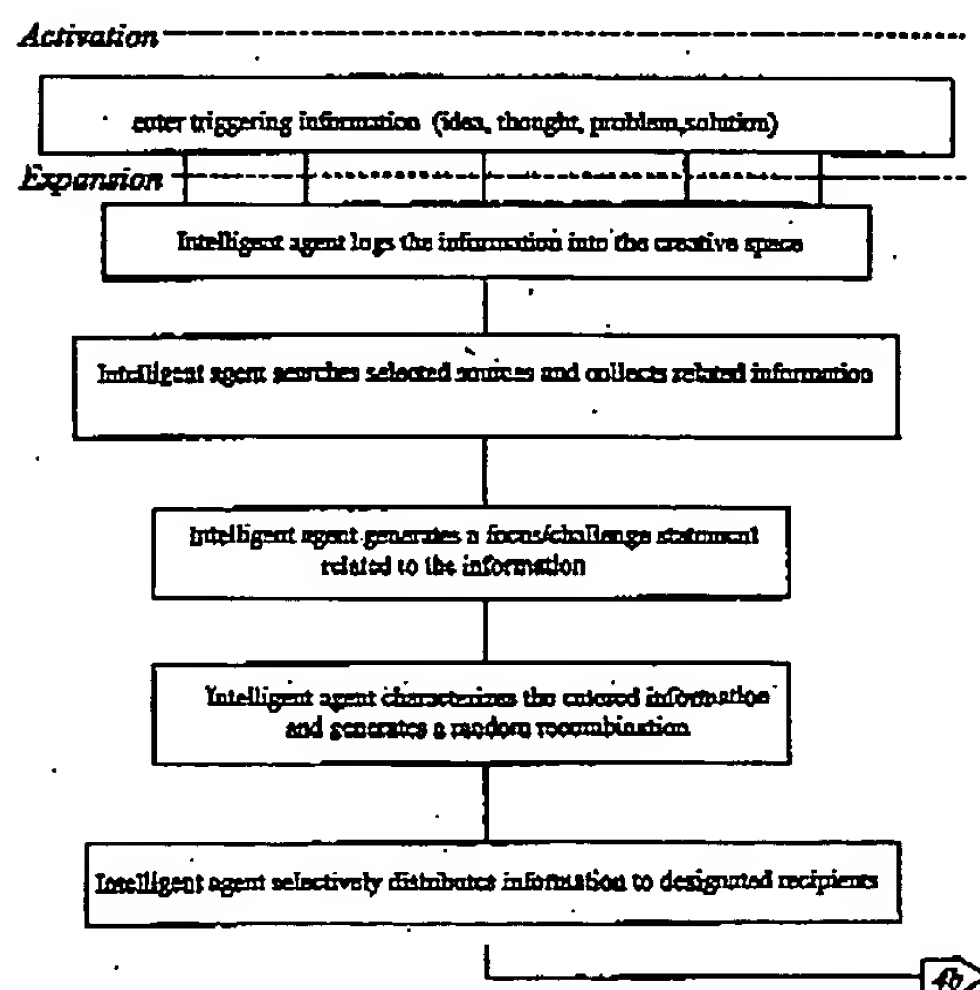 Activation
enter triggering information (idea, thought, problem,solution)
Expansion
Intelligent agent logs the information into the creative space
Intelligent agent searches selected sources and collects related information
Intelligent agent generates a focus/challenge statement
related to the information
Intelligent agent characterizes the entered information
and generates a random recombination
Intelligent agent selectively distributes information to designated recipients
4b